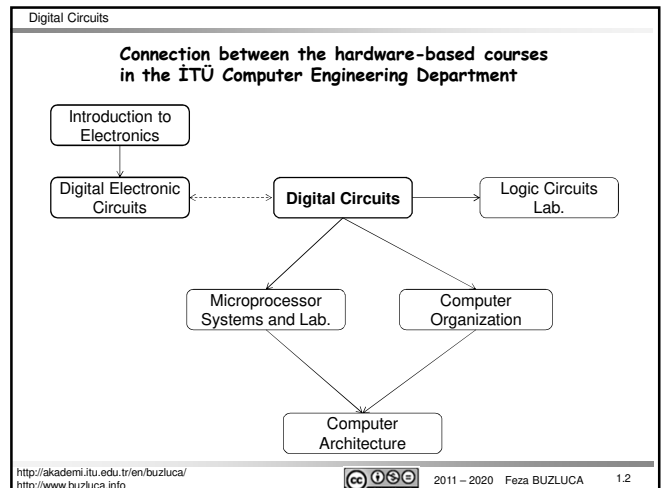 Digital Circuits
Connection between the hardware-based courses
in the İTÜ Computer Engineering Department
Introduction to
Electronics
Digital Electronic
Circuits
Digital Circuits
Logic Circuits
Lab.
Microprocessor
Systems and Lab.
Computer
Organization
Computer
Architecture
http://akademi.itu.edu.tr/en/buzluca/
http://www.buzluca.info
cc
2011 – 2020 Feza BUZLUCA 1.2